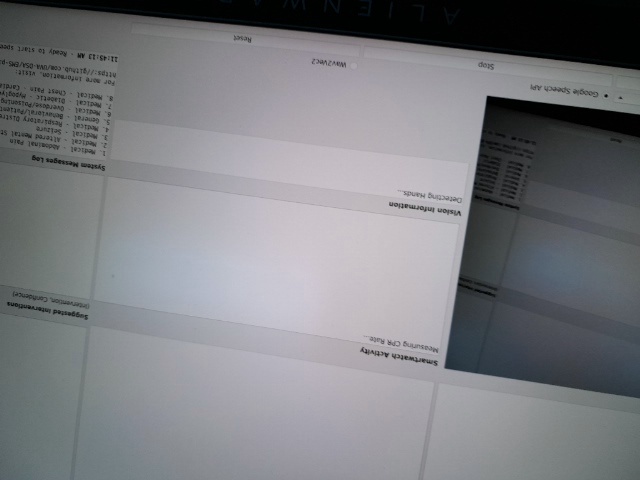 Smartwatch Activity
Measuring CPR Rate...
Suggested Interventions
(Intervention, Confidence)
Vision Information
Detecting Hands...
System Messages Log
1. Medical - Abdominal Pain
2. Medical - Altered Mental St
3. Medical - Seizure
4. Medical - Respiratory Distr
5. General - Behavioral/Patient
6. Medical - Overdose/Poisoning
7. Medical - Diabetic - Hypoglyc
8. Medical - Chest Pain - Cardia
For more information, visit:
https://github.com/UVA-DSA/EMS-p
11:49:13 AM - Ready to start spee
Google Speech API
Wav2Vec2
Stop
Reset
ALIENWA